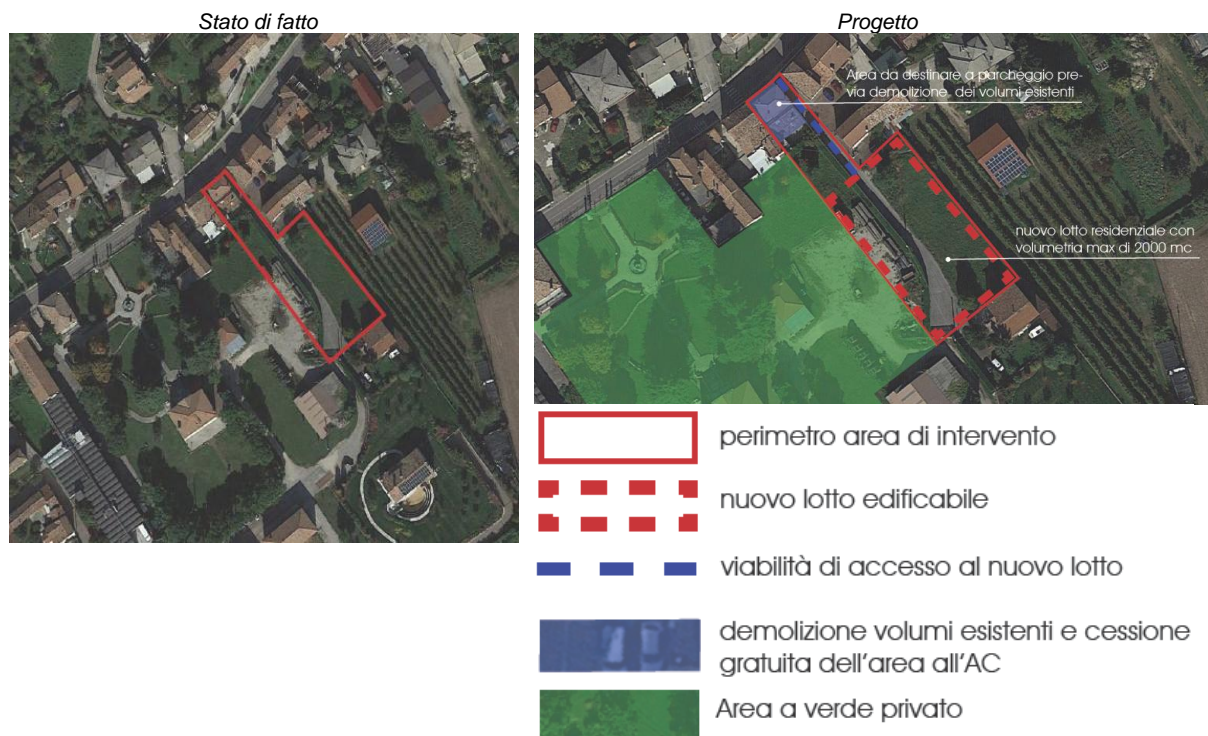 Stato di fatto
Progetto
Area da destinare a parcheggio pre-
via demolizione, dei volumi esistenti
nuovo lotto residenziale con
volumetria max di 2000 mc
perimetro area di intervento
nuovo lotto edificabile
viabilità di accesso al nuovo lotto
demolizione volumi esistenti e cessione
gratuita dell'area all'AC
Area a verde privato